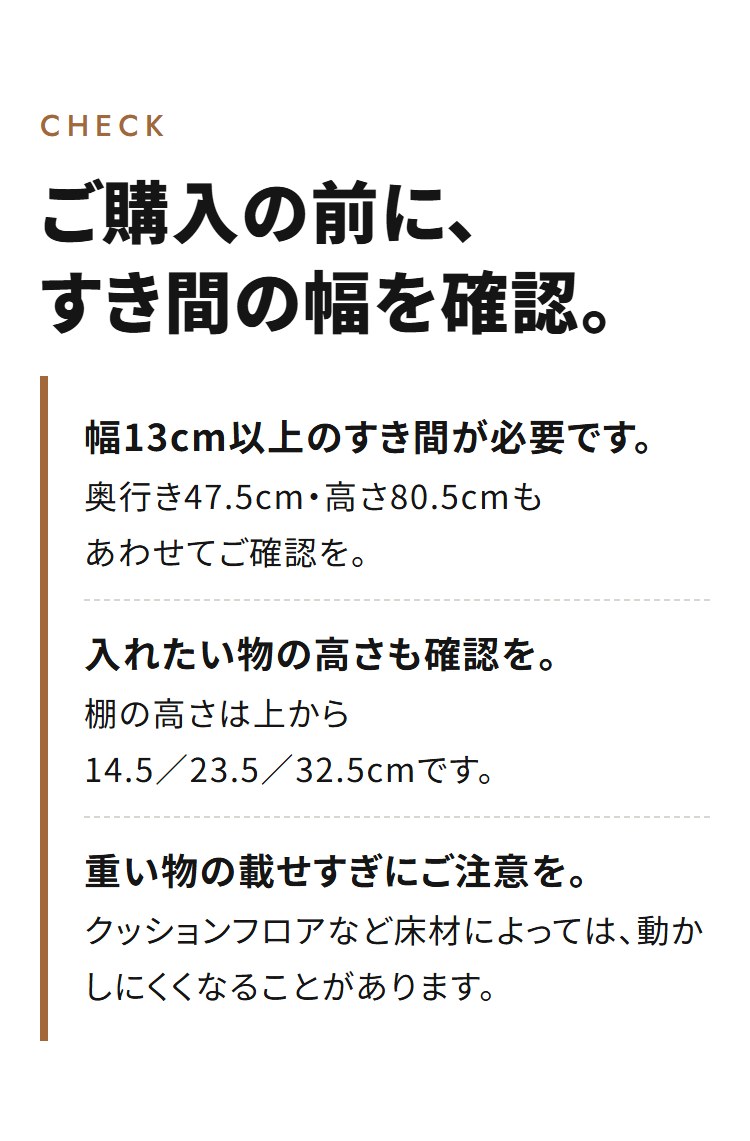 CHECK
ご購入の前に、
すき間の幅を確認。
幅13cm以上のすき間が必要です。
奥行き47.5cm・高さ80.5cmも
あわせてご確認を。
入れたい物の高さも確認を。
棚の高さは上から
14.5／23.5／32.5cmです。
重い物の載せすぎにご注意を。
クッションフロアなど床材によっては、動か
しにくくなることがあります。